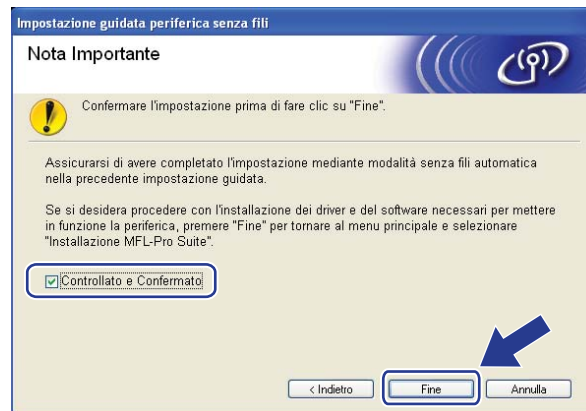 Impostazione guidata periferica senza fili
Nota Importante
Confermare l'impostazione prima di fare clic su "Fine".
Assicurarsi di avere completato l'impostazione mediante modalità senza fili automatica
nella precedente impostazione guidata.
Se si desidera procedere con l'installazione dei driver e del software necessari per mettere
in funzione la periferica, premere "Fine" per tornare al menu principale e selezionare
"Installazione MFL-Pro Suite".
Controllato e Confermato
< Indietro
Fine
Annulla